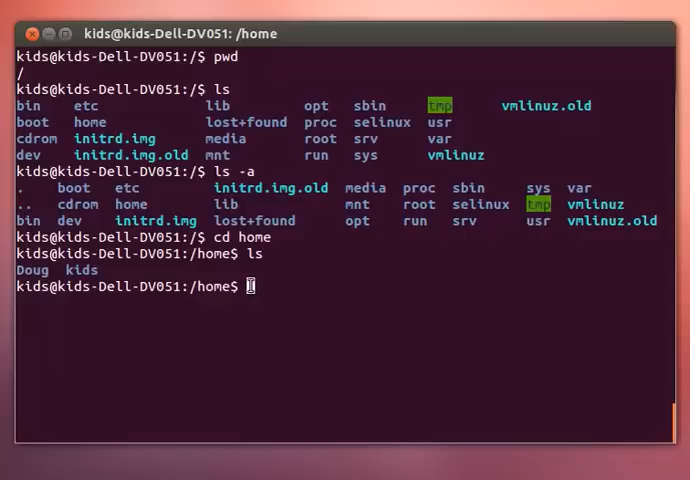 kids@kids-Dell-DV051: /home
kids@kids-Dell-DV051:/$ pwd
/
kids@kids-Dell-DV051:/$ ls
bin etc lib opt sbin tmp vmlinuz.old
boot home lost+found proc selinux usr
cdrom initrd.img media root srv var
dev initrd.img.old mnt run sys vmlinuz
kids@kids-Dell-DV051:/$ ls -a
. boot etc initrd.img.old media proc sbin sys var
.. cdrom home lib mnt root selinux tmp vmlinuz
bin dev initrd.img lost+found opt run srv usr vmlinuz.old
kids@kids-Dell-DV051:/$ cd home
kids@kids-Dell-DV051:/home$ ls
Doug kids
kids@kids-Dell-DV051:/home$